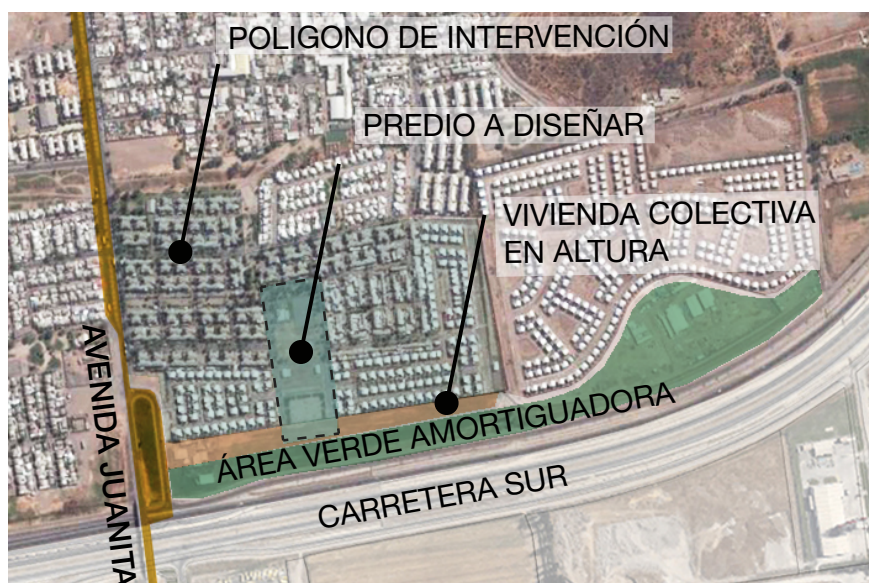 POLIGONO DE INTERVENCIÓN
PREDIO A DISEÑAR
VIVIENDA COLECTIVA
EN ALTURA
AVENIDA JUANITA
ÁREA VERDE AMORTIGUADORA
CARRETERA SUR